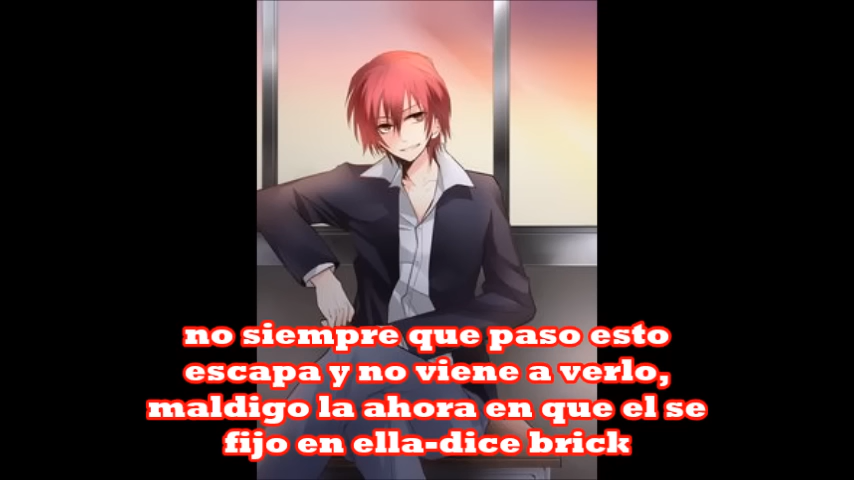 no siempre que paso esto
escapa y no viene a verlo,
maldigo la ahora en que el se
fijo en ella-dice brick